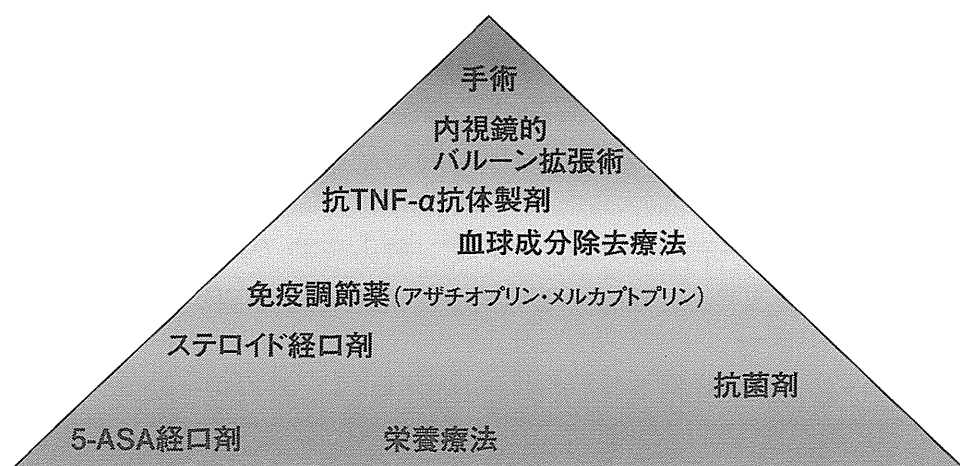 手術
内視鏡的
バルーン拡張術
抗TNF-α抗体製剤
血球成分除去療法
免疫調節薬(アザチオプリン・メルカプトプリン)
ステロイド経口剤
抗菌剤
5-ASA経口剤 栄養療法